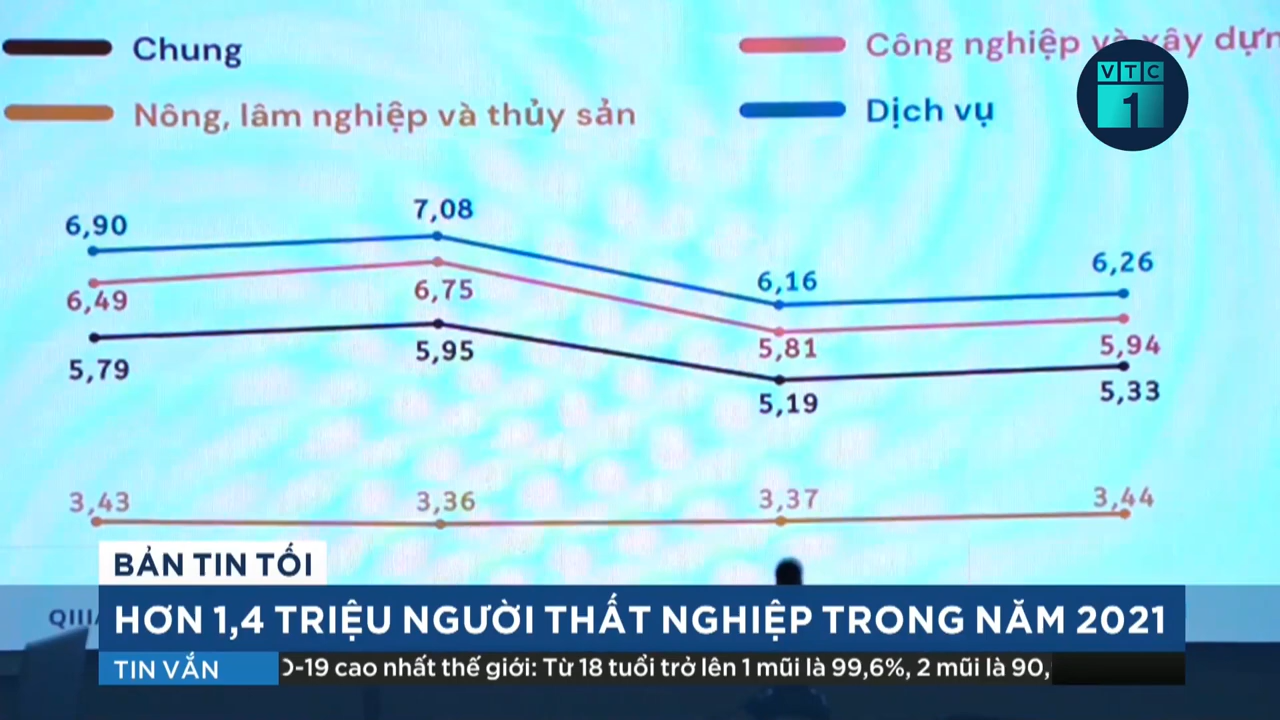 Chung
Công nghiệp và xây dựn
VTC
1
Nông, lâm nghiệp và thủy sản
Dịch vụ
6,90
7,08
6,16
6,26
6,49
6,75
5,81
5,94
5,79
5,95
5,19
5,33
3,43
3,36
3,37
3,44
BẢN TIN TỐI
HƠN 1,4 TRIỆU NGƯỜI THẤT NGHIỆP TRONG NĂM 2021
TIN VẮN
D-19 cao nhất thế giới: Từ 18 tuổi trở lên 1 mũi là 99,6%, 2 mũi là 90,